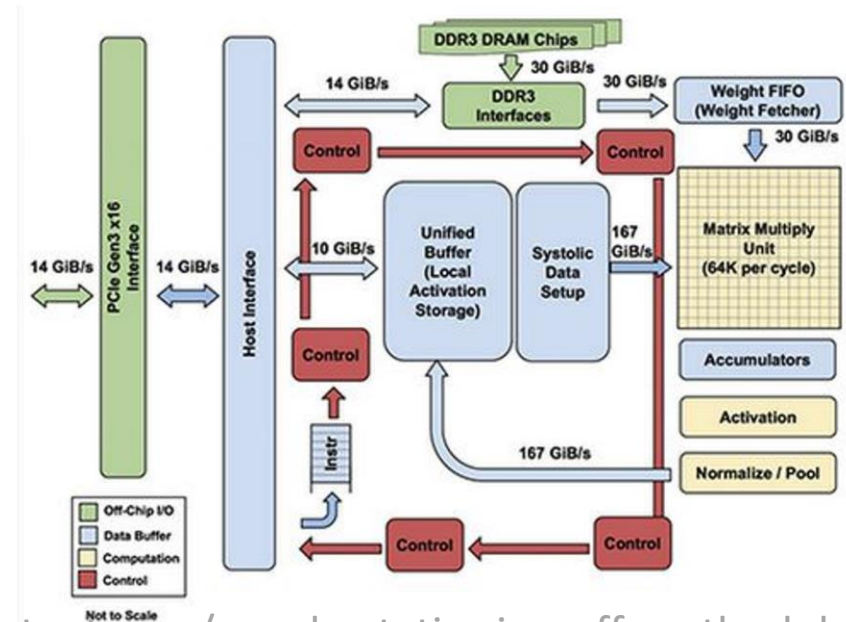 DDR3 DRAM Chips
30 GiB/s
14 GiB/s
DDR3
Interfaces
30 GiB/s
Weight FIFO
(Weight Fetcher)
30 GiB/s
Control
Control
PCIe Gen3 x16
Interface
Host Interface
14 GiB/s
14 GiB/s
10 GiB/s
Unified
Buffer
(Local
Activation
Storage)
Systolic
Data
Setup
167
GiB/s
Matrix Multiply
Unit
(64K per cycle)
Control
Accumulators
Activation
Instr
167 GiB/s
Normalize / Pool
Control
Control
Off-Chip I/O
Data Buffer
Computation
Control
Not to Scale